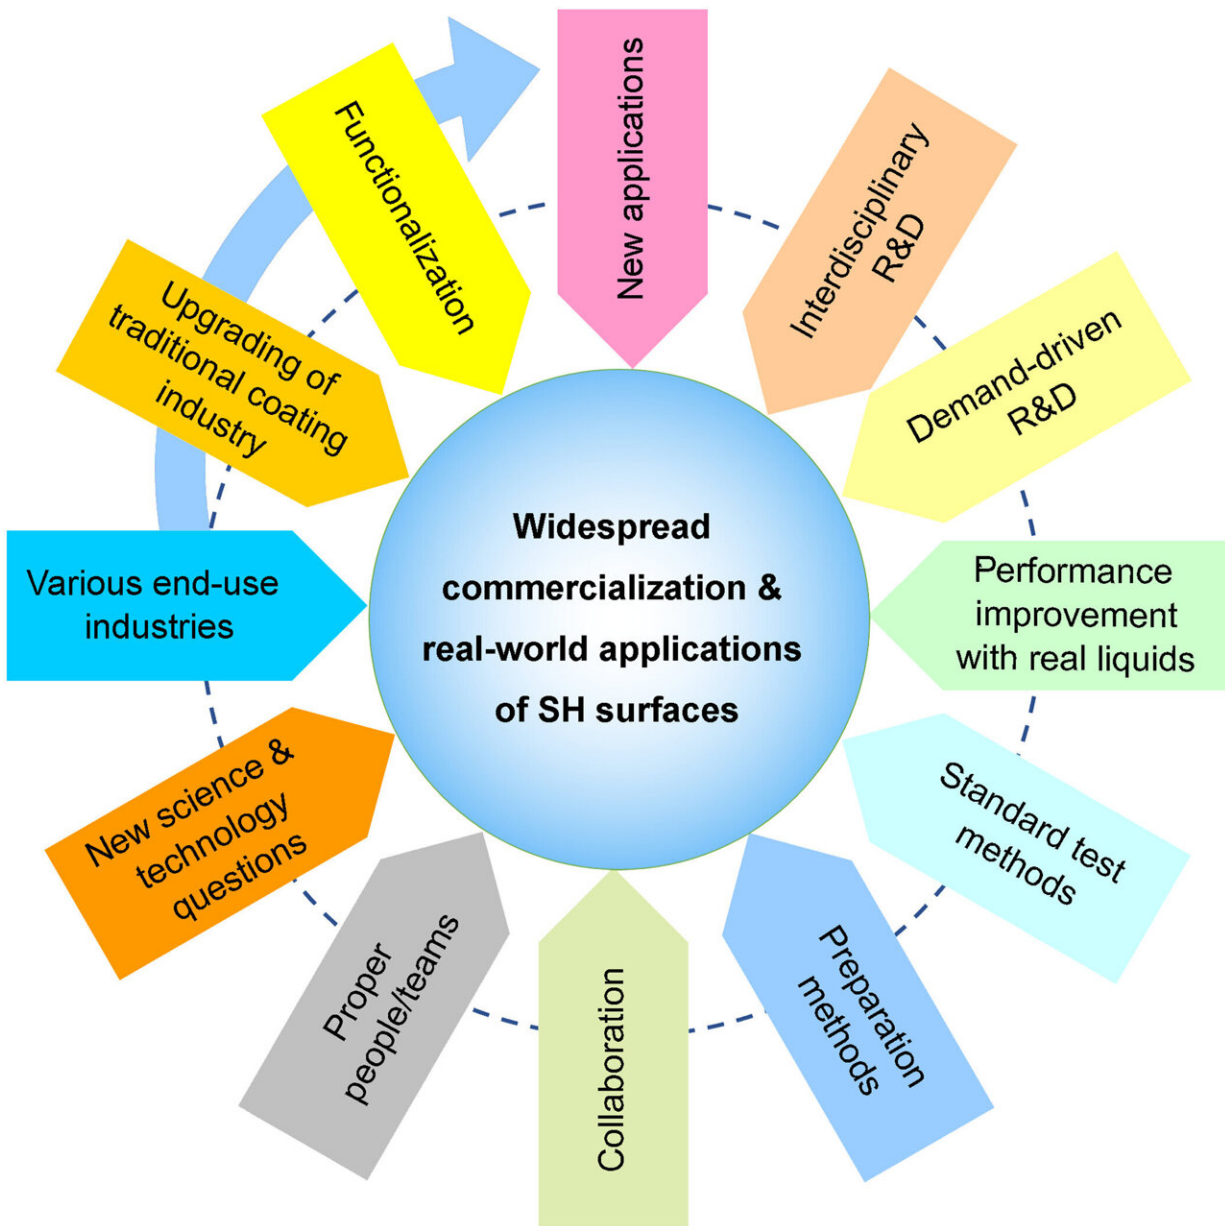 New applications
Interdisciplinary
R&D
Demand-driven
R&D
Performance
improvement
with real liquids
Standard test
methods
Preparation
methods
Collaboration
Proper
people/teams
New science &
technology
questions
Various end-use
industries
Upgrading of
traditional coating
industry
Functionalization
Widespread
commercialization &
real-world applications
of SH surfaces